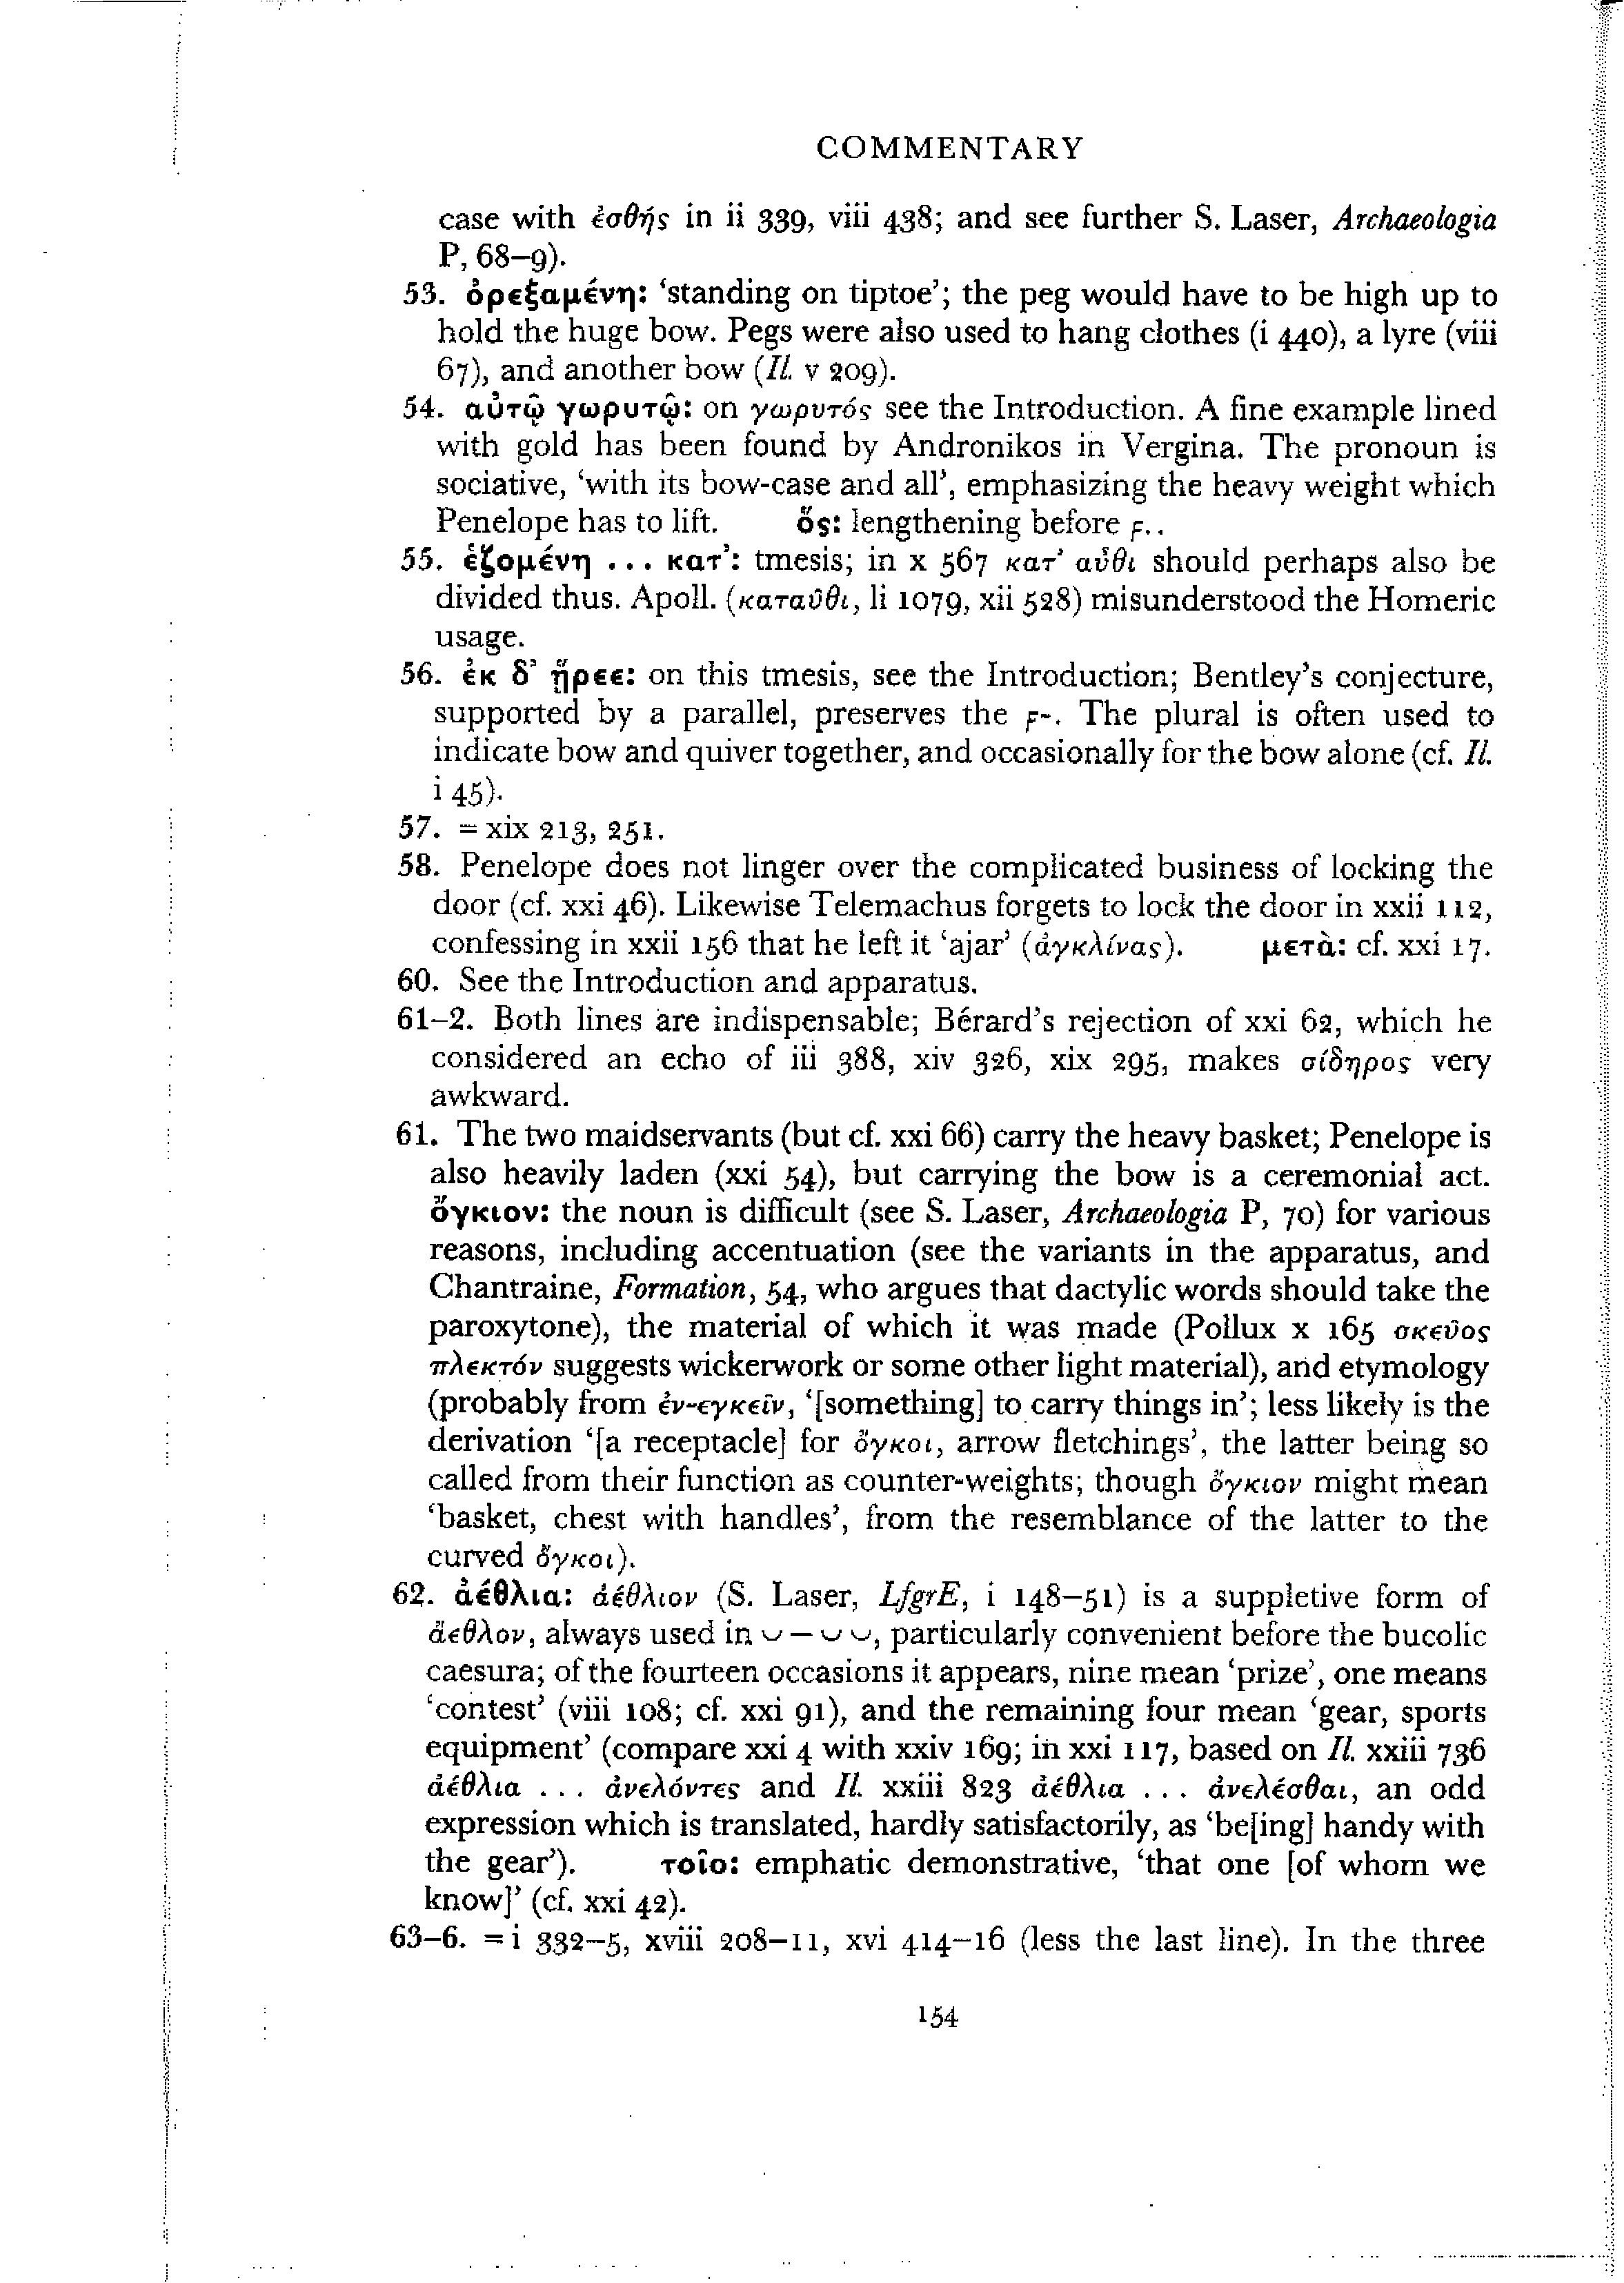 COMMENTARY
case with ἐσθής in ii 339, viii 438; and see further S. Laser, Archaeologia
P, 68–9).
53. ὀρεξαμένη: ‘standing on tiptoe’; the peg would have to be high up to
hold the huge bow. Pegs were also used to hang clothes (i 440), a lyre (viii
67), and another bow (Il. v 209).
54. αὐτῷ γωρυτῷ: on γωρυτός see the Introduction. A fine example lined
with gold has been found by Andronikos in Vergina. The pronoun is
sociative, ‘with its bow-case and all’, emphasizing the heavy weight which
Penelope has to lift. ὅς: lengthening before ϝ..
55. ἑζομένη ... κατ’: tmesis; in x 567 κατ’ αὖθι should perhaps also be
divided thus. Apoll. (καταῦθι, li 1079, xii 528) misunderstood the Homeric
usage.
56. ἐκ δ’ ᾕρεε: on this tmesis, see the Introduction; Bentley’s conjecture,
supported by a parallel, preserves the ϝ-. The plural is often used to
indicate bow and quiver together, and occasionally for the bow alone (cf. Il.
i 45).
57. = xix 213, 251.
58. Penelope does not linger over the complicated business of locking the
door (cf. xxi 46). Likewise Telemachus forgets to lock the door in xxii 112,
confessing in xxii 156 that he left it ‘ajar’ (ἀγκλίνας). μετὰ: cf. xxi 17.
60. See the Introduction and apparatus.
61–2. Both lines are indispensable; Bérard’s rejection of xxi 62, which he
considered an echo of iii 388, xiv 326, xix 295, makes σίδηρος very
awkward.
61. The two maidservants (but cf. xxi 66) carry the heavy basket; Penelope is
also heavily laden (xxi 54), but carrying the bow is a ceremonial act.
ὄγκιον: the noun is difficult (see S. Laser, Archaeologia P, 70) for various
reasons, including accentuation (see the variants in the apparatus, and
Chantraine, Formation, 54, who argues that dactylic words should take the
paroxytone), the material of which it was made (Pollux x 165 σκεῦος
πλεκτόν suggests wickerwork or some other light material), and etymology
(probably from ἐν-εγκεῖν, ‘[something] to carry things in’; less likely is the
derivation ‘[a receptacle] for ὄγκοι, arrow fletchings’, the latter being so
called from their function as counter-weights; though ὄγκιον might mean
‘basket, chest with handles’, from the resemblance of the latter to the
curved ὄγκοι).
62. ἀέθλια: ἀέθλιον (S. Laser, LfgrE, i 148–51) is a suppletive form of
ἄεθλον, always used in ⏑ – ⏑ ⏑, particularly convenient before the bucolic
caesura; of the fourteen occasions it appears, nine mean ‘prize’, one means
‘contest’ (viii 108; cf. xxi 91), and the remaining four mean ‘gear, sports
equipment’ (compare xxi 4 with xxiv 169; in xxi 117, based on Il. xxiii 736
ἀέθλια ... ἀνελόντες and Il. xxiii 823 ἀέθλια ... ἀνελέσθαι, an odd
expression which is translated, hardly satisfactorily, as ‘be[ing] handy with
the gear’). τοῖο: emphatic demonstrative, ‘that one [of whom we
know]’ (cf. xxi 42).
63–6. = i 332–5, xviii 208–11, xvi 414–16 (less the last line). In the three
154